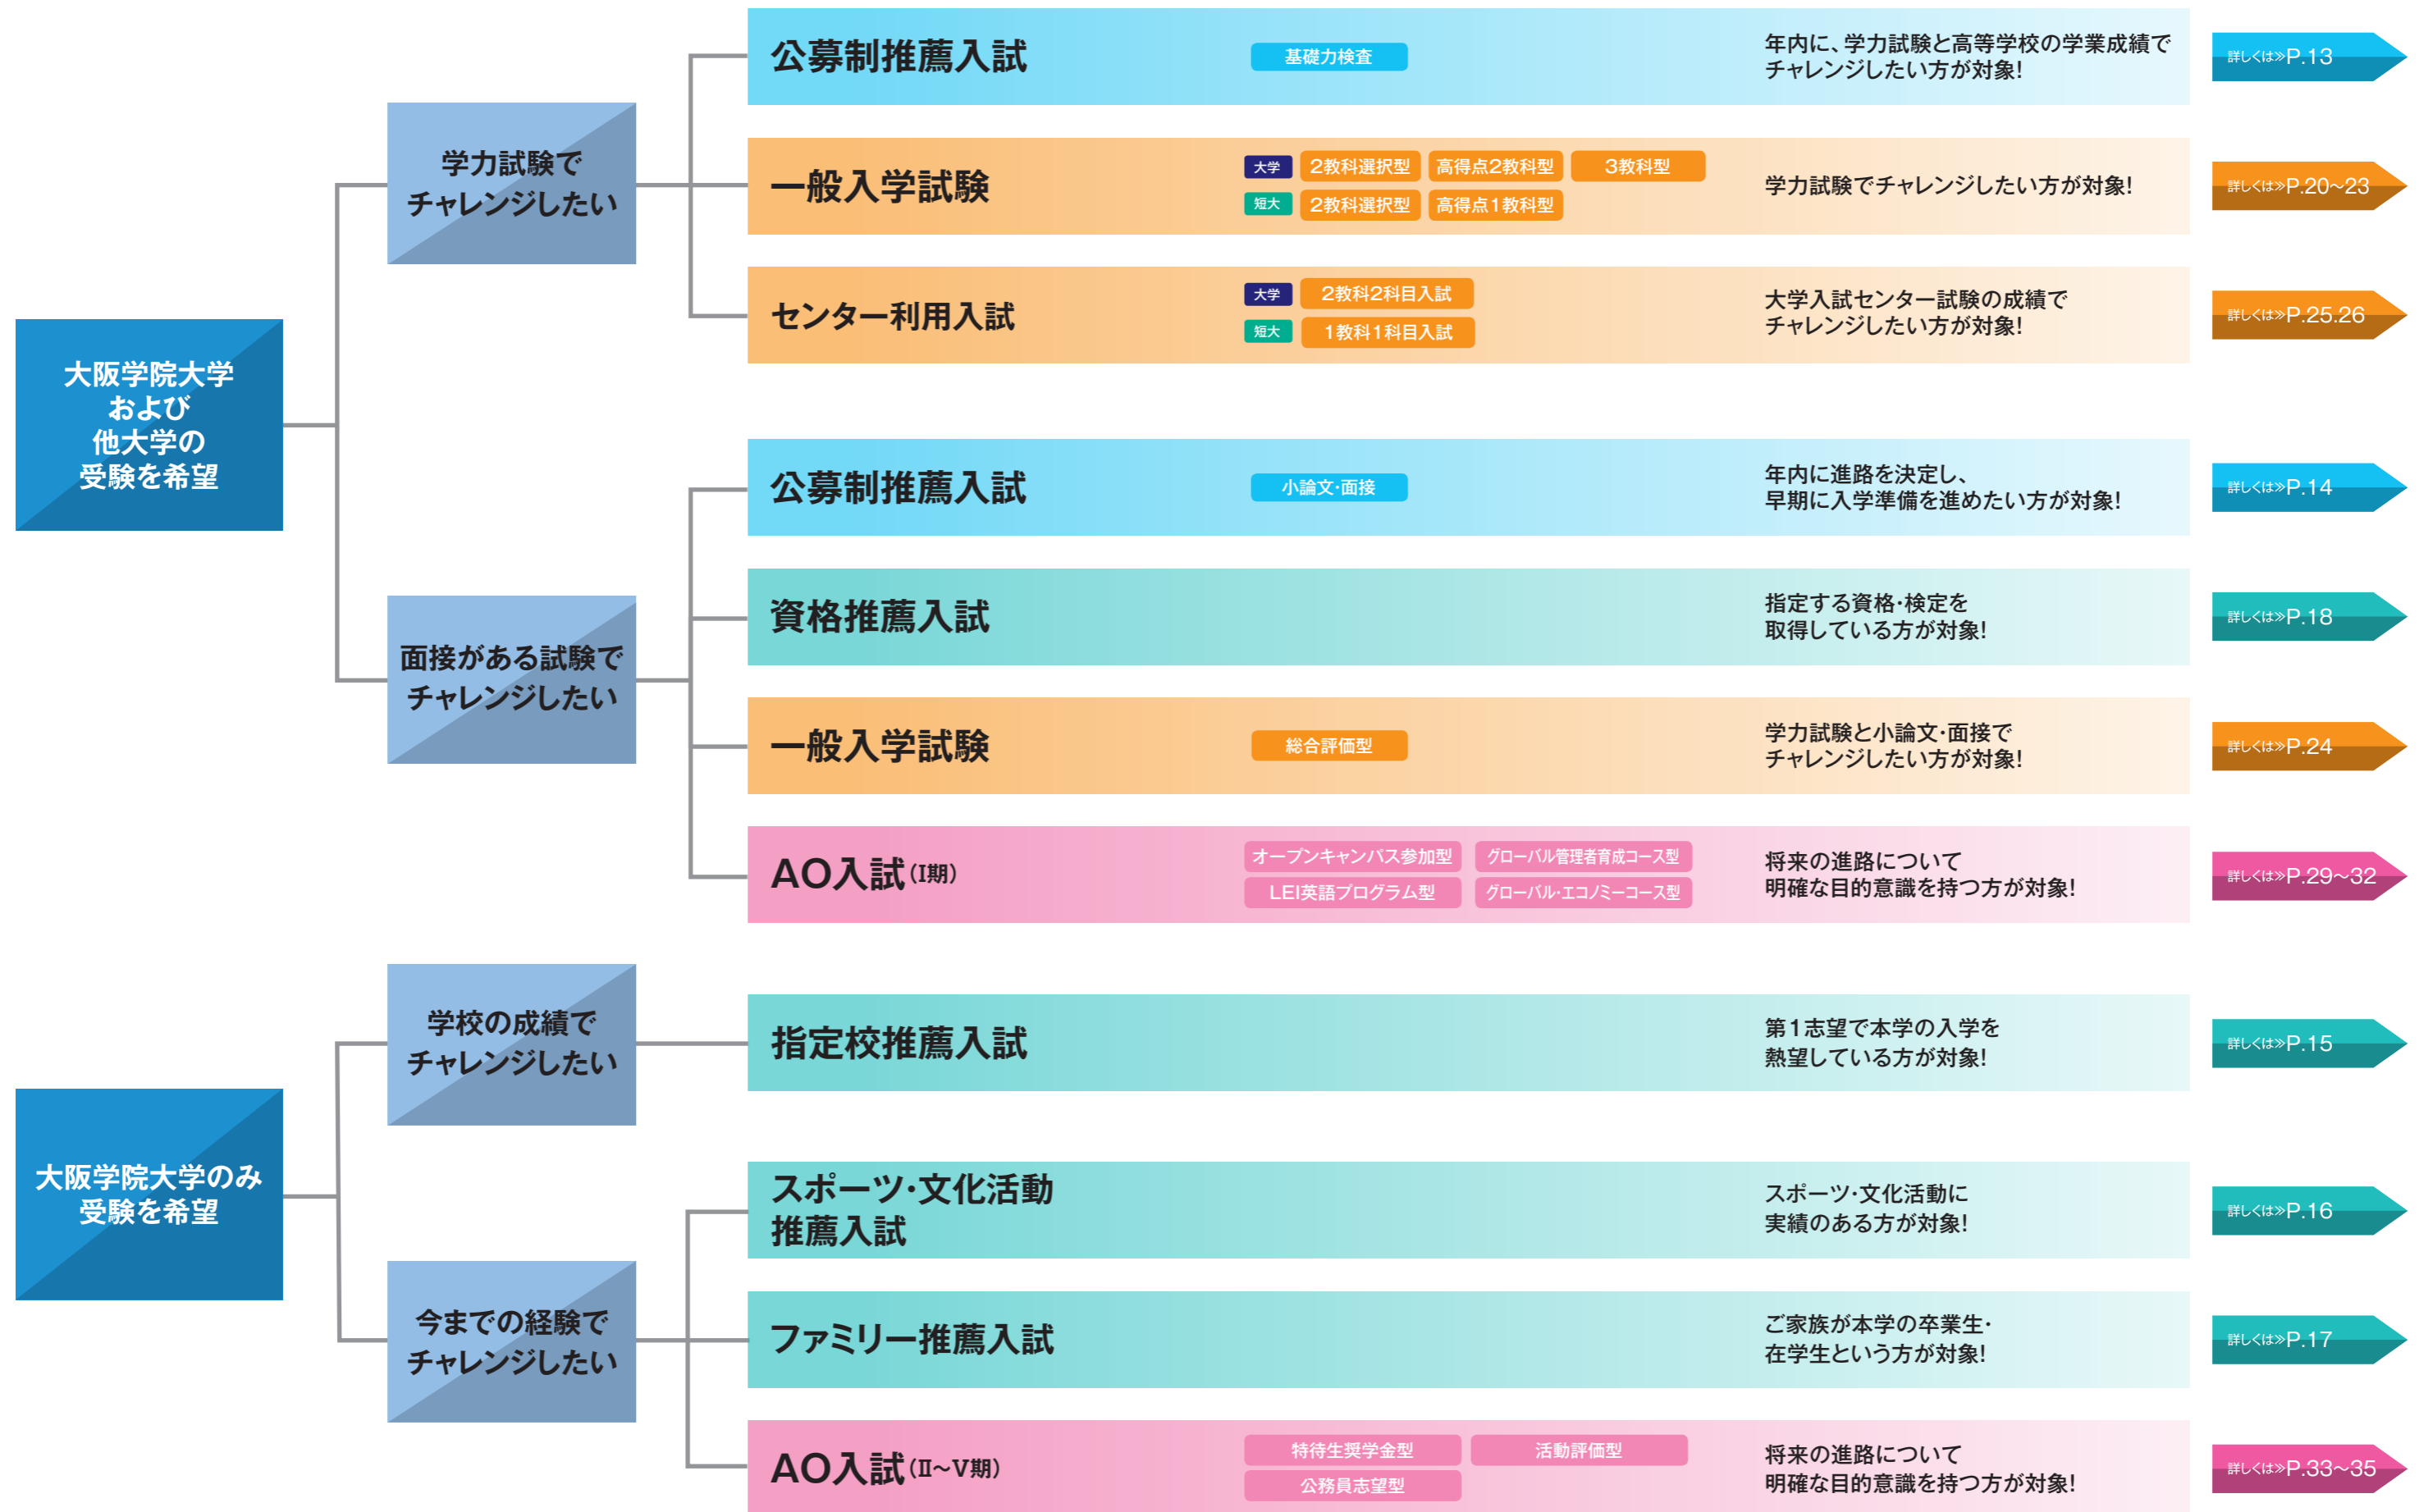 大阪学院大学
および
他大学の
受験を希望
学力試験で
チャレンジしたい
公募制推薦入試
基礎力検査
年内に、学力試験と高等学校の学業成績で
チャレンジしたい方が対象!
詳しくは≫P.13
一般入学試験
大学 2教科選択型 高得点2教科型 3教科型
短大 2教科選択型 高得点1教科型
学力試験でチャレンジしたい方が対象!
詳しくは≫P.20~23
センター利用入試
大学 2教科2科目入試
短大 1教科1科目入試
大学入試センター試験の成績で
チャレンジしたい方が対象!
詳しくは≫P.25.26
面接がある試験で
チャレンジしたい
公募制推薦入試
小論文・面接
年内に進路を決定し、
早期に入学準備を進めたい方が対象!
詳しくは≫P.14
資格推薦入試
指定する資格・検定を
取得している方が対象!
詳しくは≫P.18
一般入学試験
総合評価型
学力試験と小論文・面接で
チャレンジしたい方が対象!
詳しくは≫P.24
AO入試(I期)
オープンキャンパス参加型 グローバル管理者育成コース型
LEI英語プログラム型 グローバル・エコノミーコース型
将来の進路について
明確な目的意識を持つ方が対象!
詳しくは≫P.29~32
大阪学院大学のみ
受験を希望
学校の成績で
チャレンジしたい
指定校推薦入試
第1志望で本学の入学を
熱望している方が対象!
詳しくは≫P.15
今までの経験で
チャレンジしたい
スポーツ・文化活動
推薦入試
スポーツ・文化活動に
実績のある方が対象!
詳しくは≫P.16
ファミリー推薦入試
ご家族が本学の卒業生・
在学生という方が対象!
詳しくは≫P.17
AO入試(II~V期)
特待生奨学金型 活動評価型
公務員志望型
将来の進路について
明確な目的意識を持つ方が対象!
詳しくは≫P.33~35